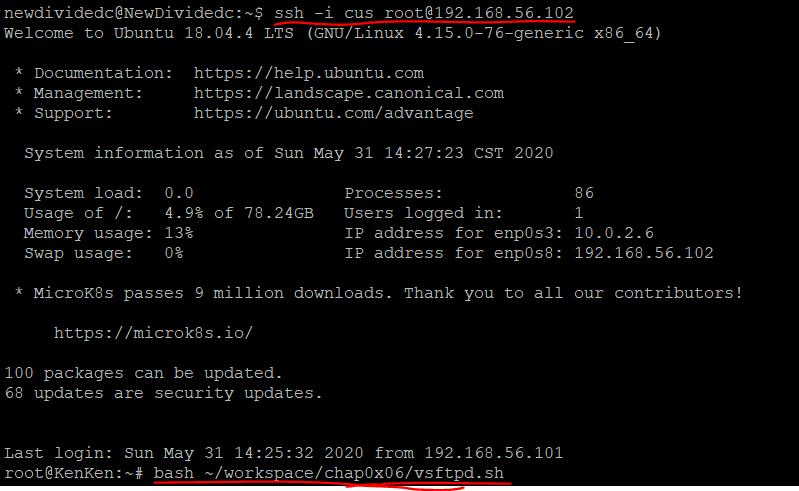 newdividedc@NewDividedc:~$ ssh -i cus root@192.168.56.102
Welcome to Ubuntu 18.04.4 LTS (GNU/Linux 4.15.0-76-generic x86_64)
* Documentation:  https://help.ubuntu.com
* Management:     https://landscape.canonical.com
* Support:        https://ubuntu.com/advantage
System information as of Sun May 31 14:27:23 CST 2020
System load:  0.0               Processes:             86
Usage of /:   4.9% of 78.24GB   Users logged in:       1
Memory usage: 13%               IP address for enp0s3: 10.0.2.6
Swap usage:   0%                IP address for enp0s8: 192.168.56.102
* MicroK8s passes 9 million downloads. Thank you to all our contributors!
https://microk8s.io/
100 packages can be updated.
68 updates are security updates.
Last login: Sun May 31 14:25:32 2020 from 192.168.56.101
root@KenKen:~# bash ~/workspace/chap0x06/vsftpd.sh